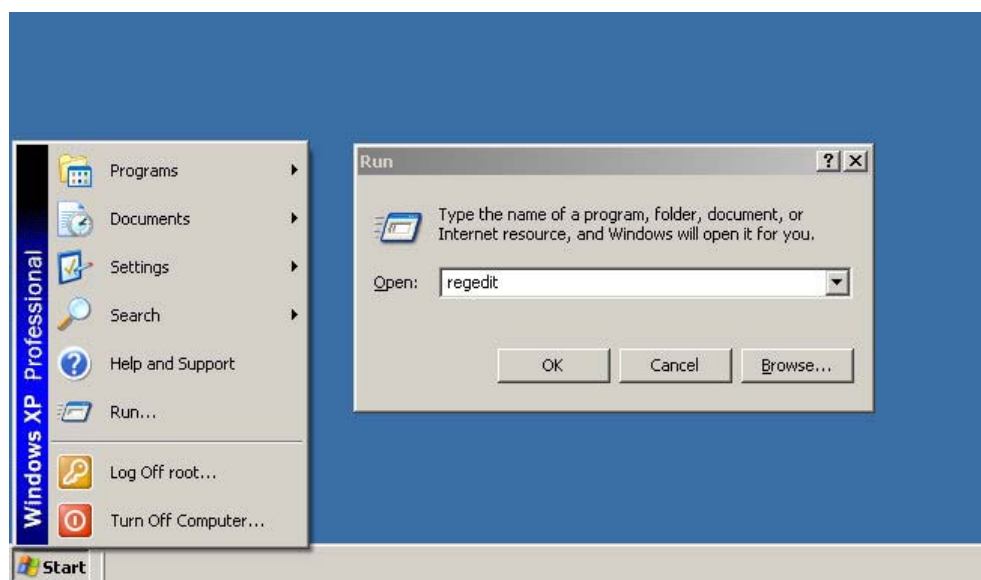 Windows XP Professional
Programs
Documents
Settings
Search
Help and Support
Run...
Log Off root...
Turn Off Computer...
Start
Run
Type the name of a program, folder, document, or
Internet resource, and Windows will open it for you.
Open: regedit
OK Cancel Browse...